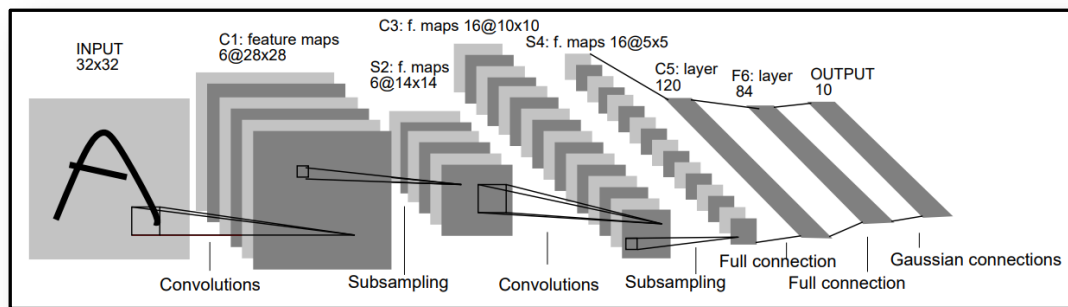 INPUT
32x32
C1: feature maps
6@28x28
S2: f. maps
6@14x14
C3: f. maps 16@10x10
S4: f. maps 16@5x5
C5: layer
120
F6: layer
84
OUTPUT
10
Convolutions
Subsampling
Convolutions
Subsampling
Full connection
Full connection
Gaussian connections
A